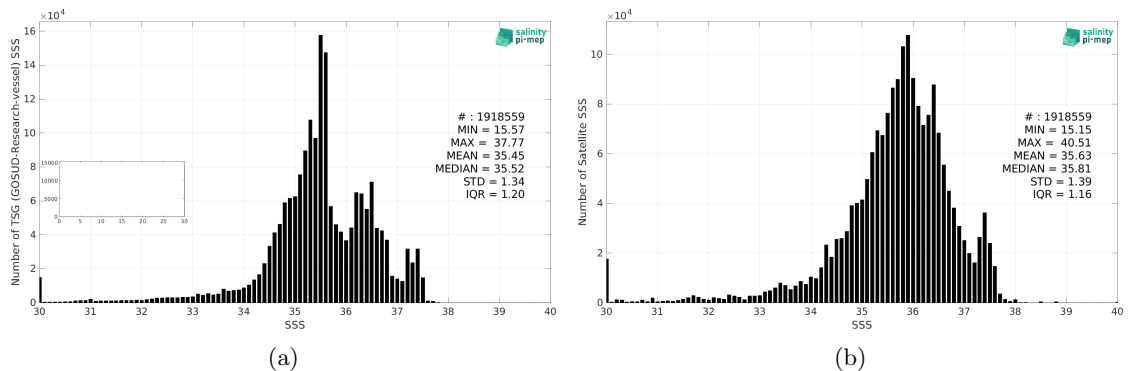 ×10⁴
16
14
12
10
8
6
4
2
0
Number of TSG (GOSUD-Research-vessel) SSS
salinity
pi-mep
# : 1918559
MIN = 15.57
MAX = 37.77
MEAN = 35.45
MEDIAN = 35.52
STD = 1.34
IQR = 1.20
15000
10000
5000
0
0 5 10 15 20 25 30
30 31 32 33 34 35 36 37 38 39 40
SSS
(a)
×10⁴
10
8
6
4
2
0
Number of Satellite SSS
salinity
pi-mep
# : 1918559
MIN = 15.15
MAX = 40.51
MEAN = 35.63
MEDIAN = 35.81
STD = 1.39
IQR = 1.16
30 31 32 33 34 35 36 37 38 39 40
SSS
(b)